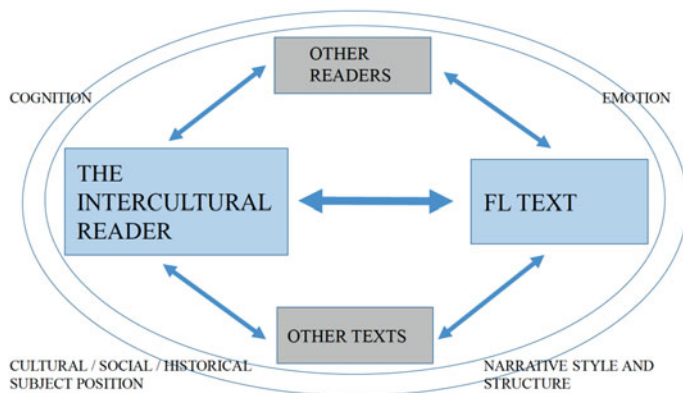 OTHER
READERS
COGNITION
EMOTION
THE
INTERCULTURAL
READER
FL TEXT
OTHER TEXTS
CULTURAL / SOCIAL / HISTORICAL
SUBJECT POSITION
NARRATIVE STYLE AND
STRUCTURE